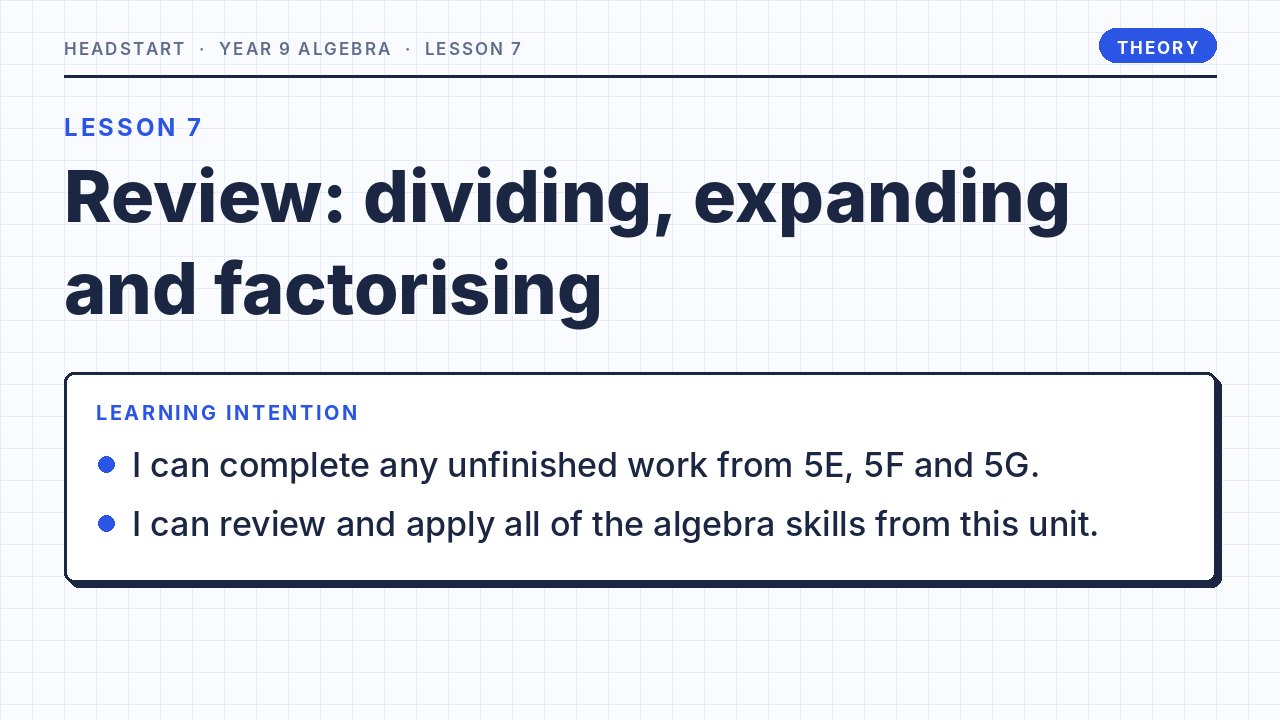 HEADSTART · YEAR 9 ALGEBRA · LESSON 7
THEORY
LESSON 7
Review: dividing, expanding
and factorising
LEARNING INTENTION
I can complete any unfinished work from 5E, 5F and 5G.
I can review and apply all of the algebra skills from this unit.